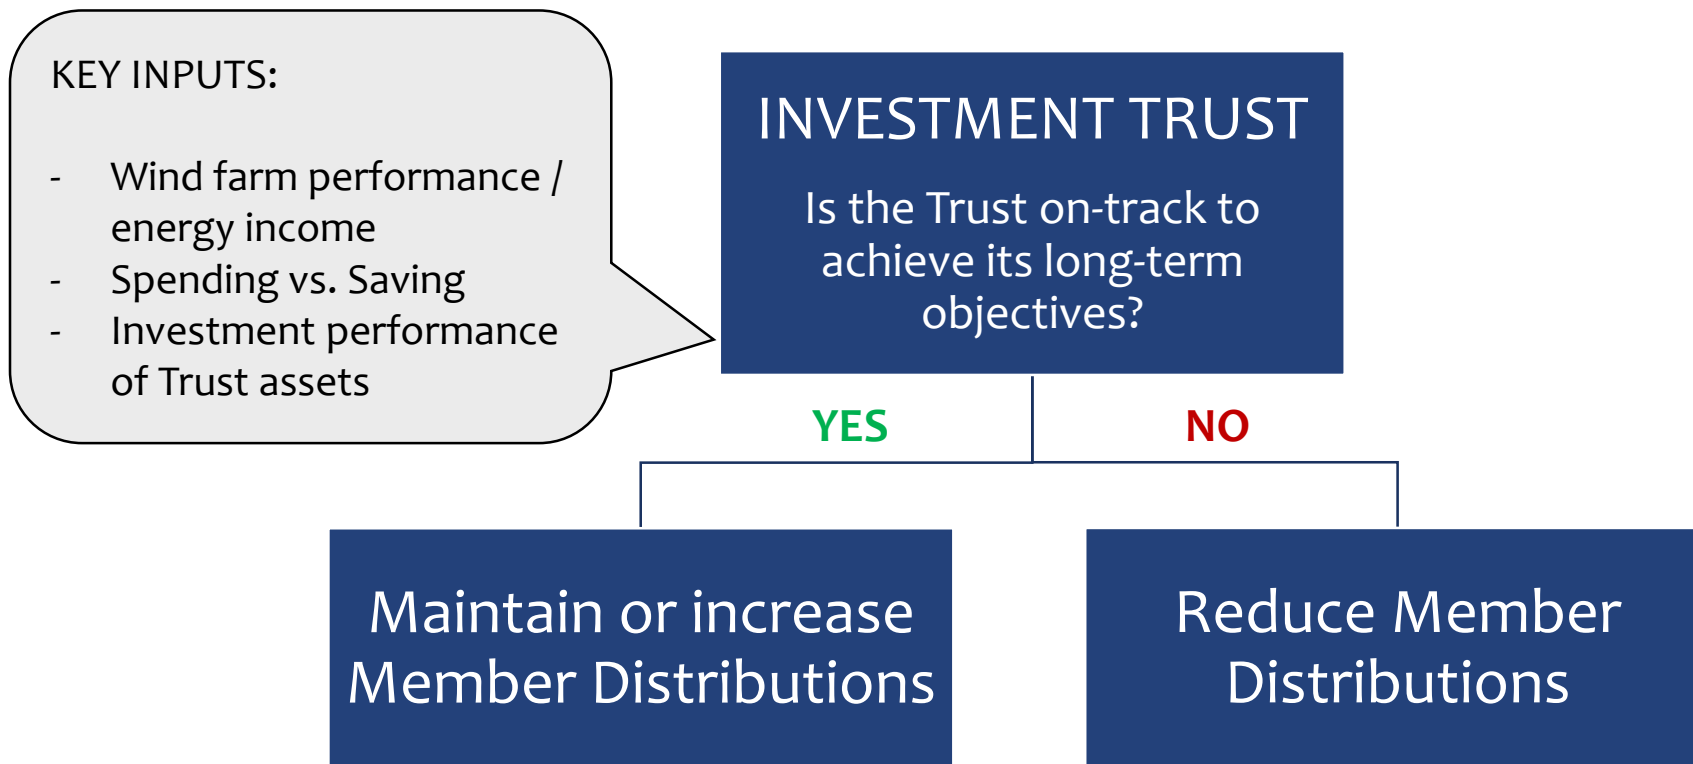 KEY INPUTS:
- Wind farm performance /
energy income
- Spending vs. Saving
- Investment performance
of Trust assets
INVESTMENT TRUST
Is the Trust on-track to
achieve its long-term
objectives?
YES
NO
Maintain or increase
Member Distributions
Reduce Member
Distributions